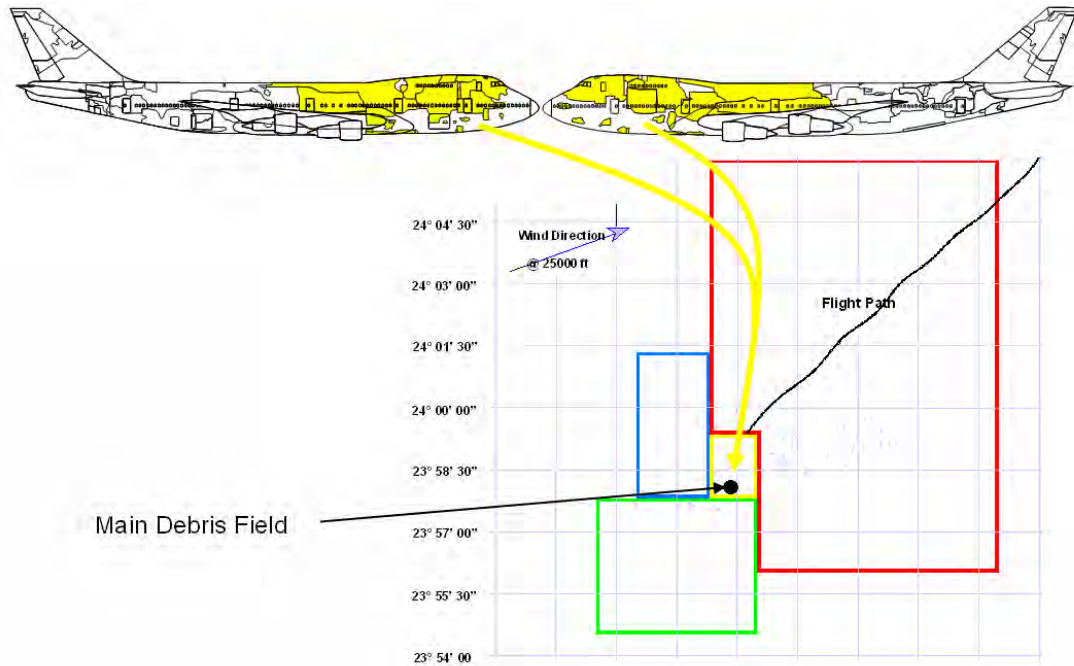 24° 04' 30"
Wind Direction
@ 25000 ft
24° 03' 00"
Flight Path
24° 01' 30"
24° 00' 00"
23° 58' 30"
Main Debris Field
23° 57' 00"
23° 55' 30"
23° 54' 00